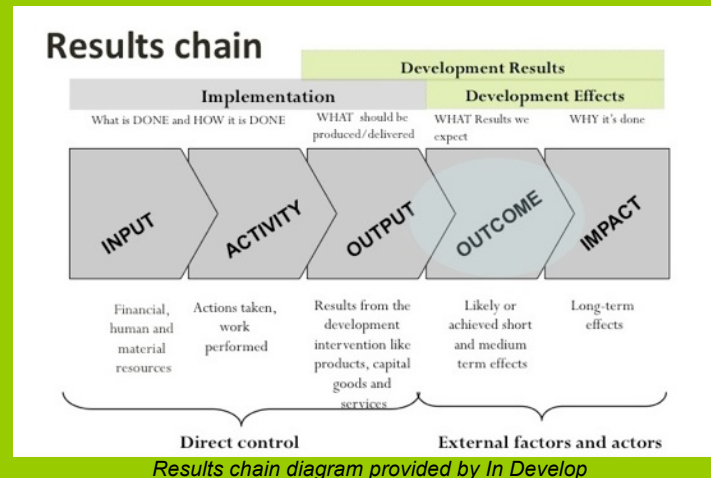 Results chain
Development Results
Implementation
Development Effects
What is DONE and HOW it is DONE
WHAT should be
produced/delivered
WHAT Results we
expect
WHY it's done
INPUT
ACTIVITY
OUTPUT
OUTCOME
IMPACT
Financial,
human and
material
resources
Actions taken,
work
performed
Results from the
development
intervention like
products, capital
goods and
services
Likely or
achieved short
and medium
term effects
Long-term
effects
Direct control
External factors and actors
Results chain diagram provided by In Develop